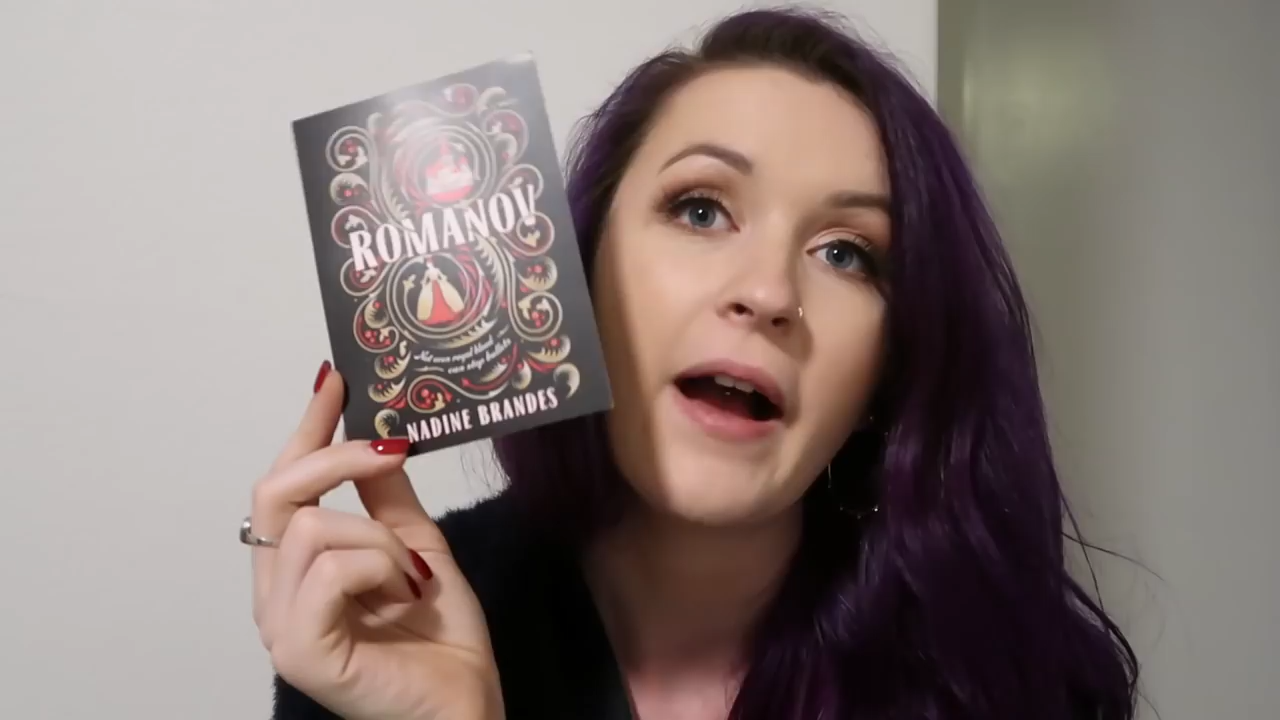 ROMANOV
Not even royal blood
can stop bullets
NADINE BRANDES